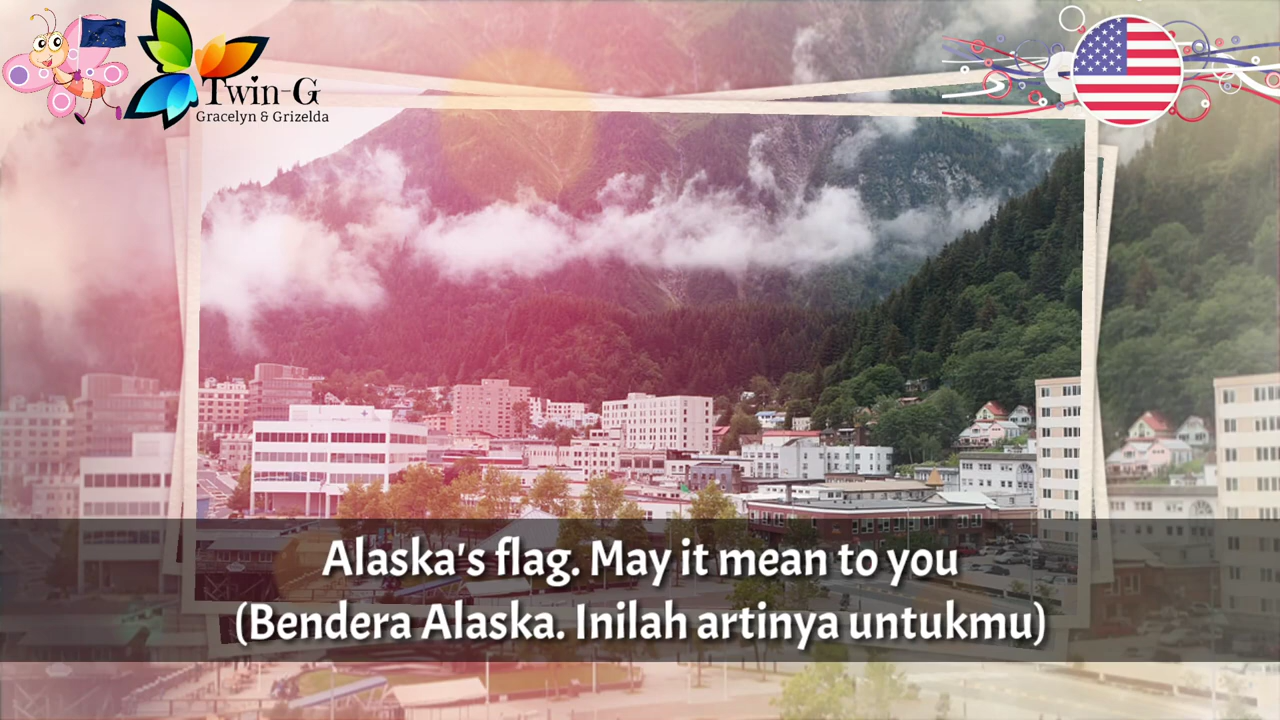 Twin-G
Gracelyn & Grizelda
Alaska's flag. May it mean to you
(Bendera Alaska. Inilah artinya untukmu)